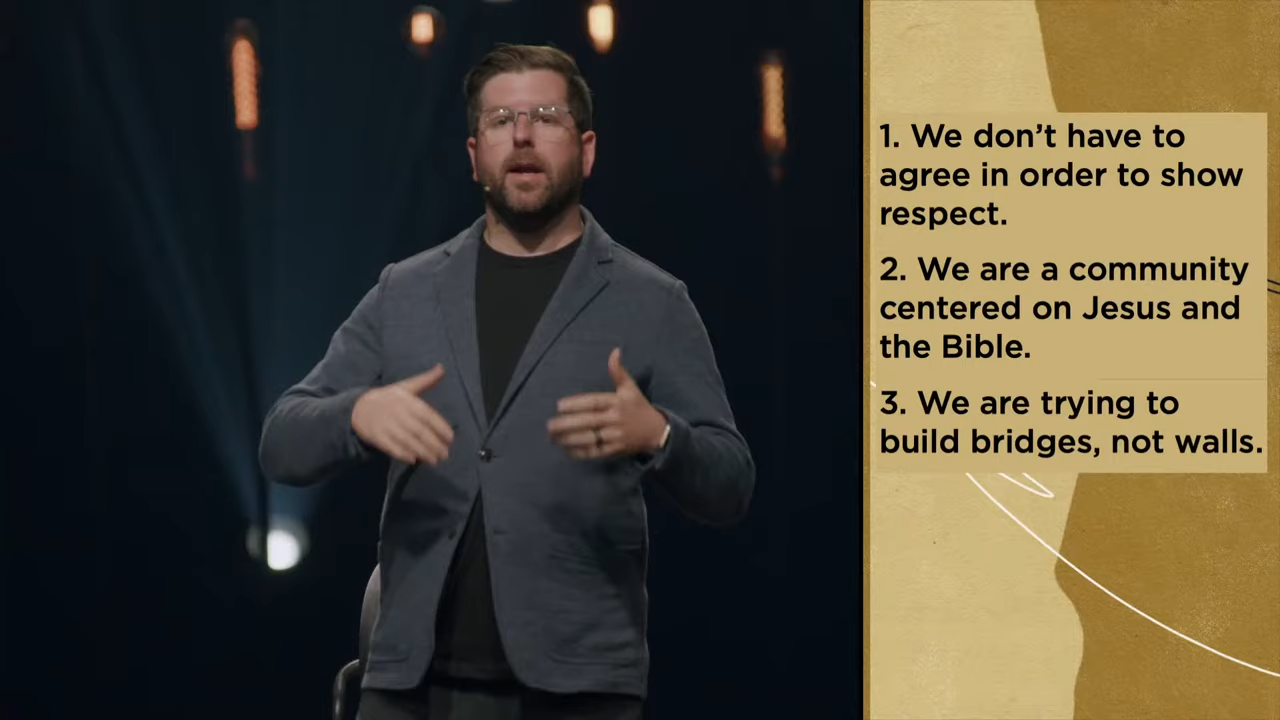 1. We don’t have to
agree in order to show
respect.
2. We are a community
centered on Jesus and
the Bible.
3. We are trying to
build bridges, not walls.